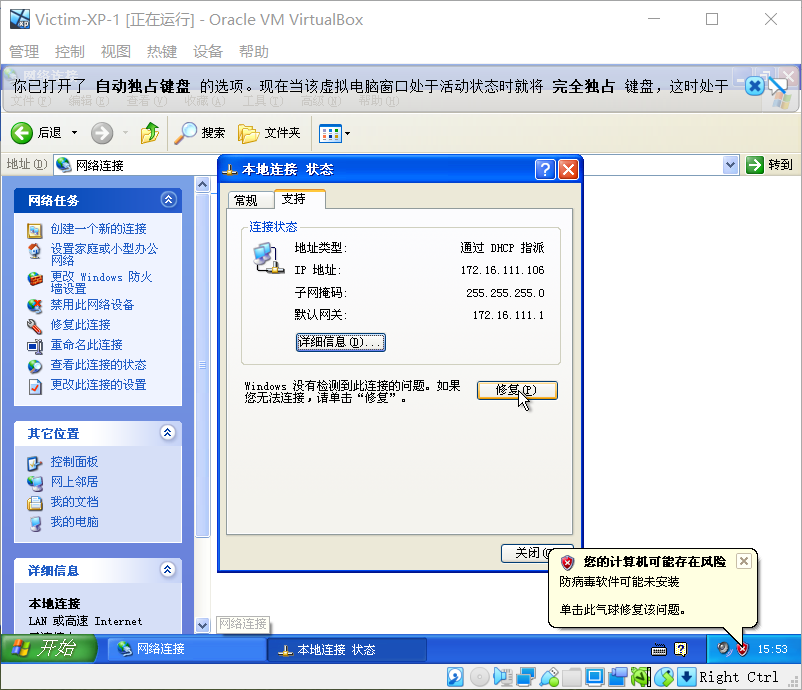 Victim-XP-1 [正在运行] - Oracle VM VirtualBox
管理 控制 视图 热键 设备 帮助
你已打开了 自动独占键盘 的选项。现在当该虚拟电脑窗口处于活动状态时就将 完全独占 键盘，这时处于
文件(F) 编辑(E) 查看(V) 收藏(A) 工具(T) 高级(N) 帮助(H)
后退 搜索 文件夹
地址(D) 网络连接 转到
网络任务
创建一个新的连接
设置家庭或小型办公
网络
更改 Windows 防火
墙设置
禁用此网络设备
修复此连接
重命名此连接
查看此连接的状态
更改此连接的设置
其它位置
控制面板
网上邻居
我的文档
我的电脑
详细信息
本地连接
LAN 或高速 Internet
本地连接 状态
常规 支持
连接状态
地址类型: 通过 DHCP 指派
IP 地址: 172.16.111.106
子网掩码: 255.255.255.0
默认网关: 172.16.111.1
详细信息(D)...
Windows 没有检测到此连接的问题。如果
您无法连接，请单击“修复”。
修复(P)
关闭(
您的计算机可能存在风险
防病毒软件可能未安装
单击此气球修复该问题。
网络连接
开始 网络连接 本地连接 状态 15:53
Right Ctrl